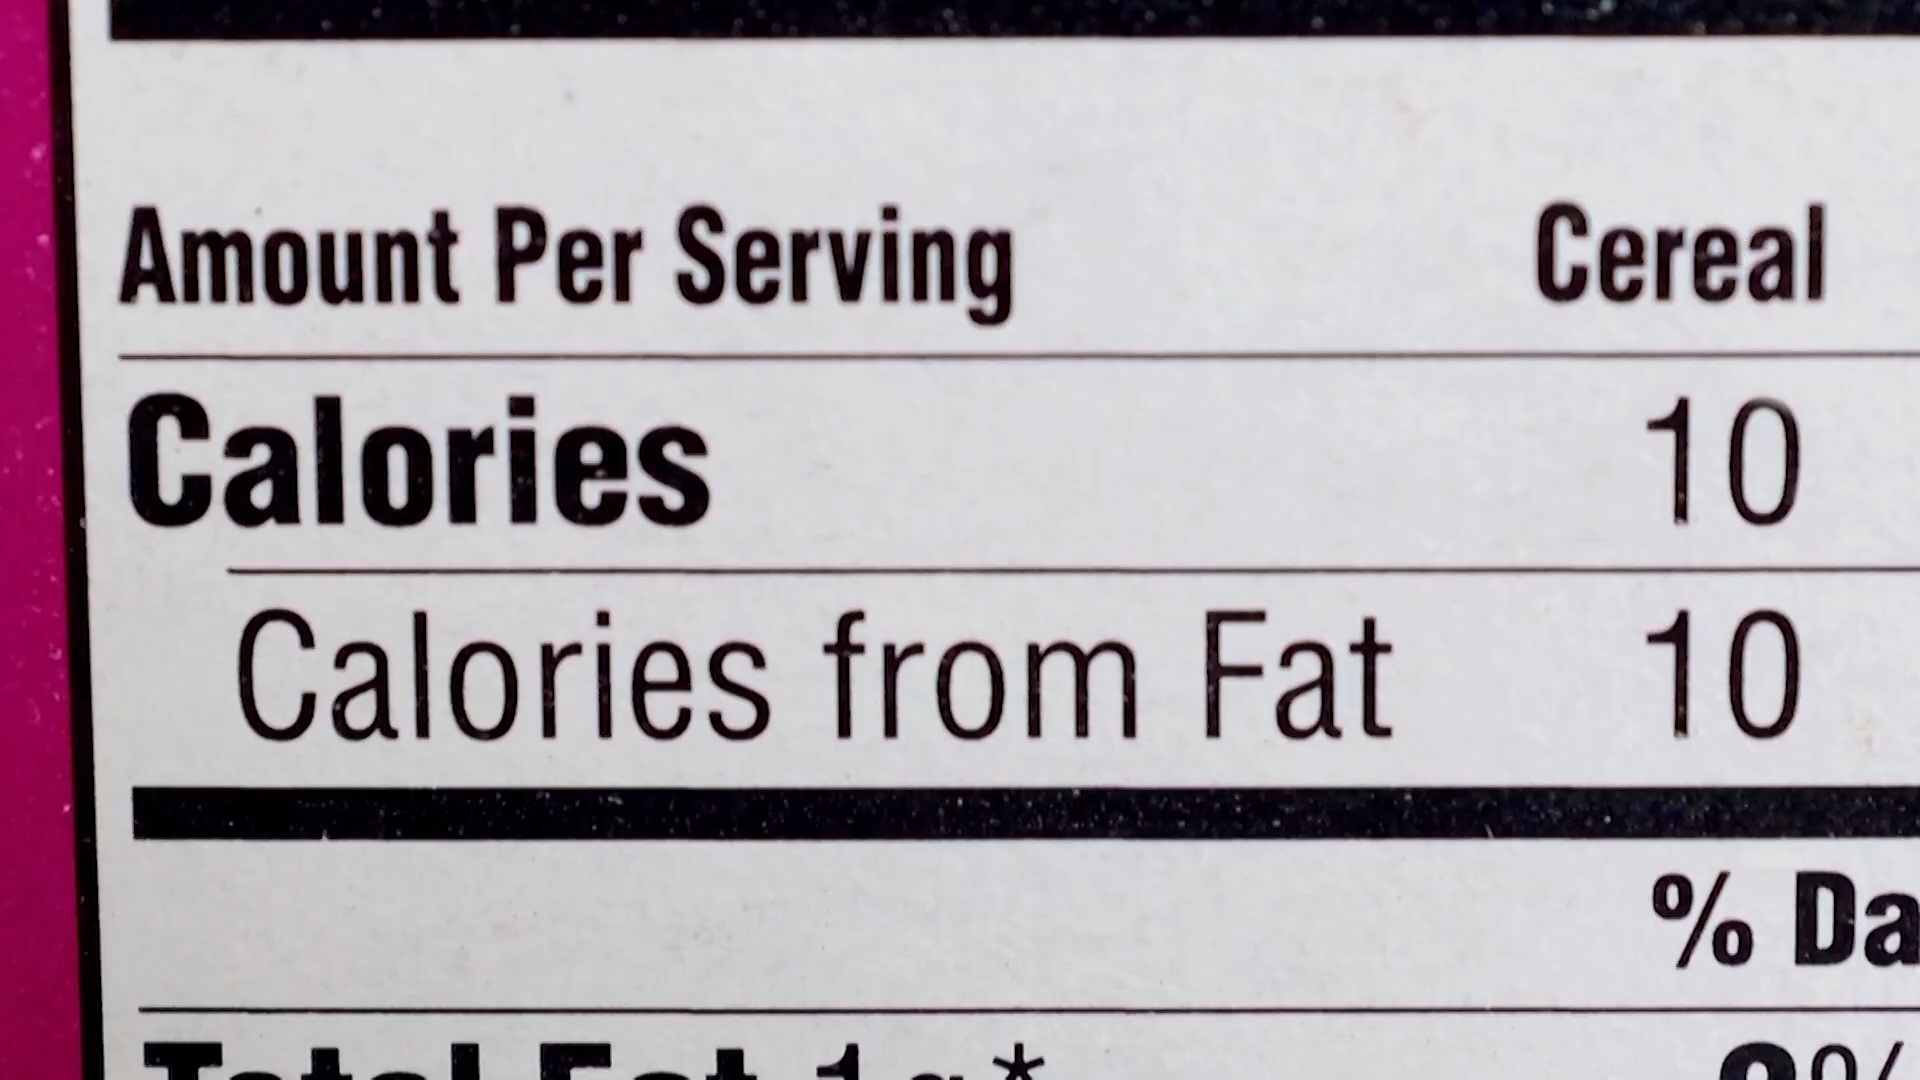 Amount Per Serving Cereal
Calories 10
Calories from Fat 10
% Da
Total Fat 1g*